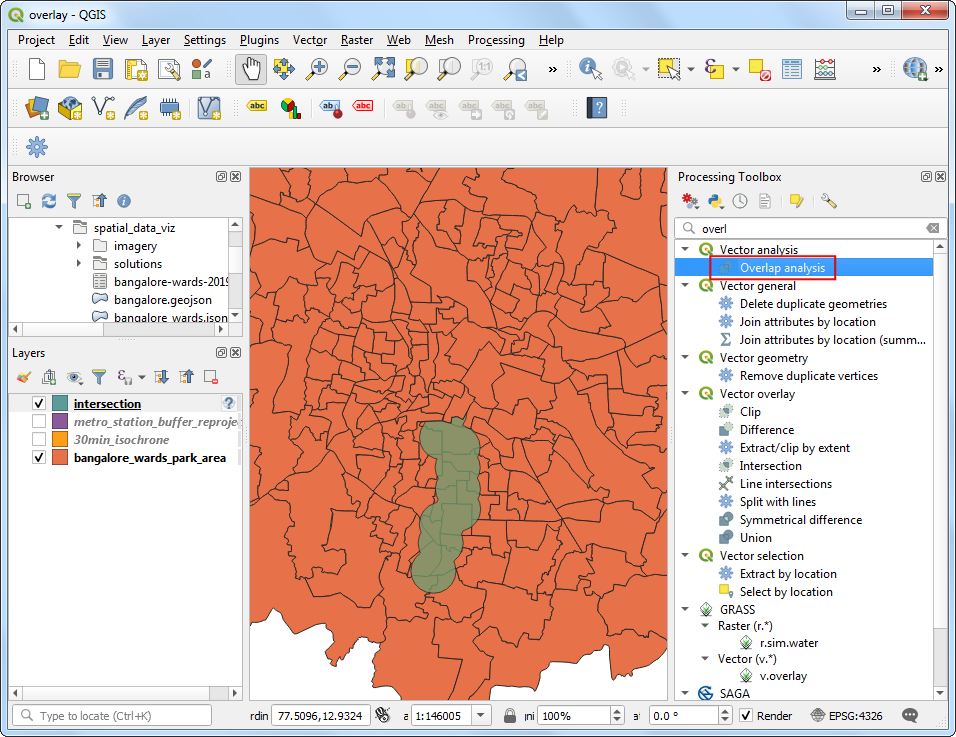 overlay - QGIS
Project Edit View Layer Settings Plugins Vector Raster Web Mesh Processing Help
abc abc abc
Browser
spatial_data_viz
imagery
solutions
bangalore-wards-2019
bangalore.geojson
bangalore_wards.json
Layers
intersection
metro_station_buffer_reproje
30min_isochrone
bangalore_wards_park_area
Processing Toolbox
overl
Vector analysis
Overlap analysis
Vector general
Delete duplicate geometries
Join attributes by location
Join attributes by location (summ...
Vector geometry
Remove duplicate vertices
Vector overlay
Clip
Difference
Extract/clip by extent
Intersection
Line intersections
Split with lines
Symmetrical difference
Union
Vector selection
Extract by location
Select by location
GRASS
Raster (r.*)
r.sim.water
Vector (v.*)
v.overlay
SAGA
Type to locate (Ctrl+K) rdin 77.5096,12.9324 1:146005 100% 0.0 ° Render EPSG:4326